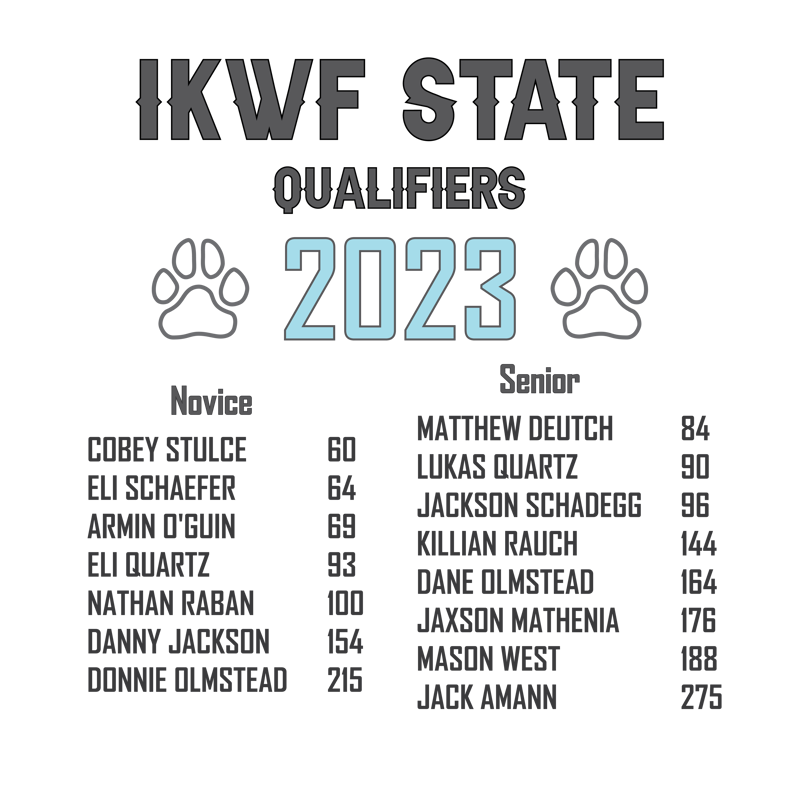 IKWF STATE
QUALIFIERS
2023
Novice
COBEY STULCE 60
ELI SCHAEFER 64
ARMIN O'GUIN 69
ELI QUARTZ 93
NATHAN RABAN 100
DANNY JACKSON 154
DONNIE OLMSTEAD 215
Senior
MATTHEW DEUTCH 84
LUKAS QUARTZ 90
JACKSON SCHADEGG 96
KILLIAN RAUCH 144
DANE OLMSTEAD 164
JAXSON MATHENIA 176
MASON WEST 188
JACK AMANN 275